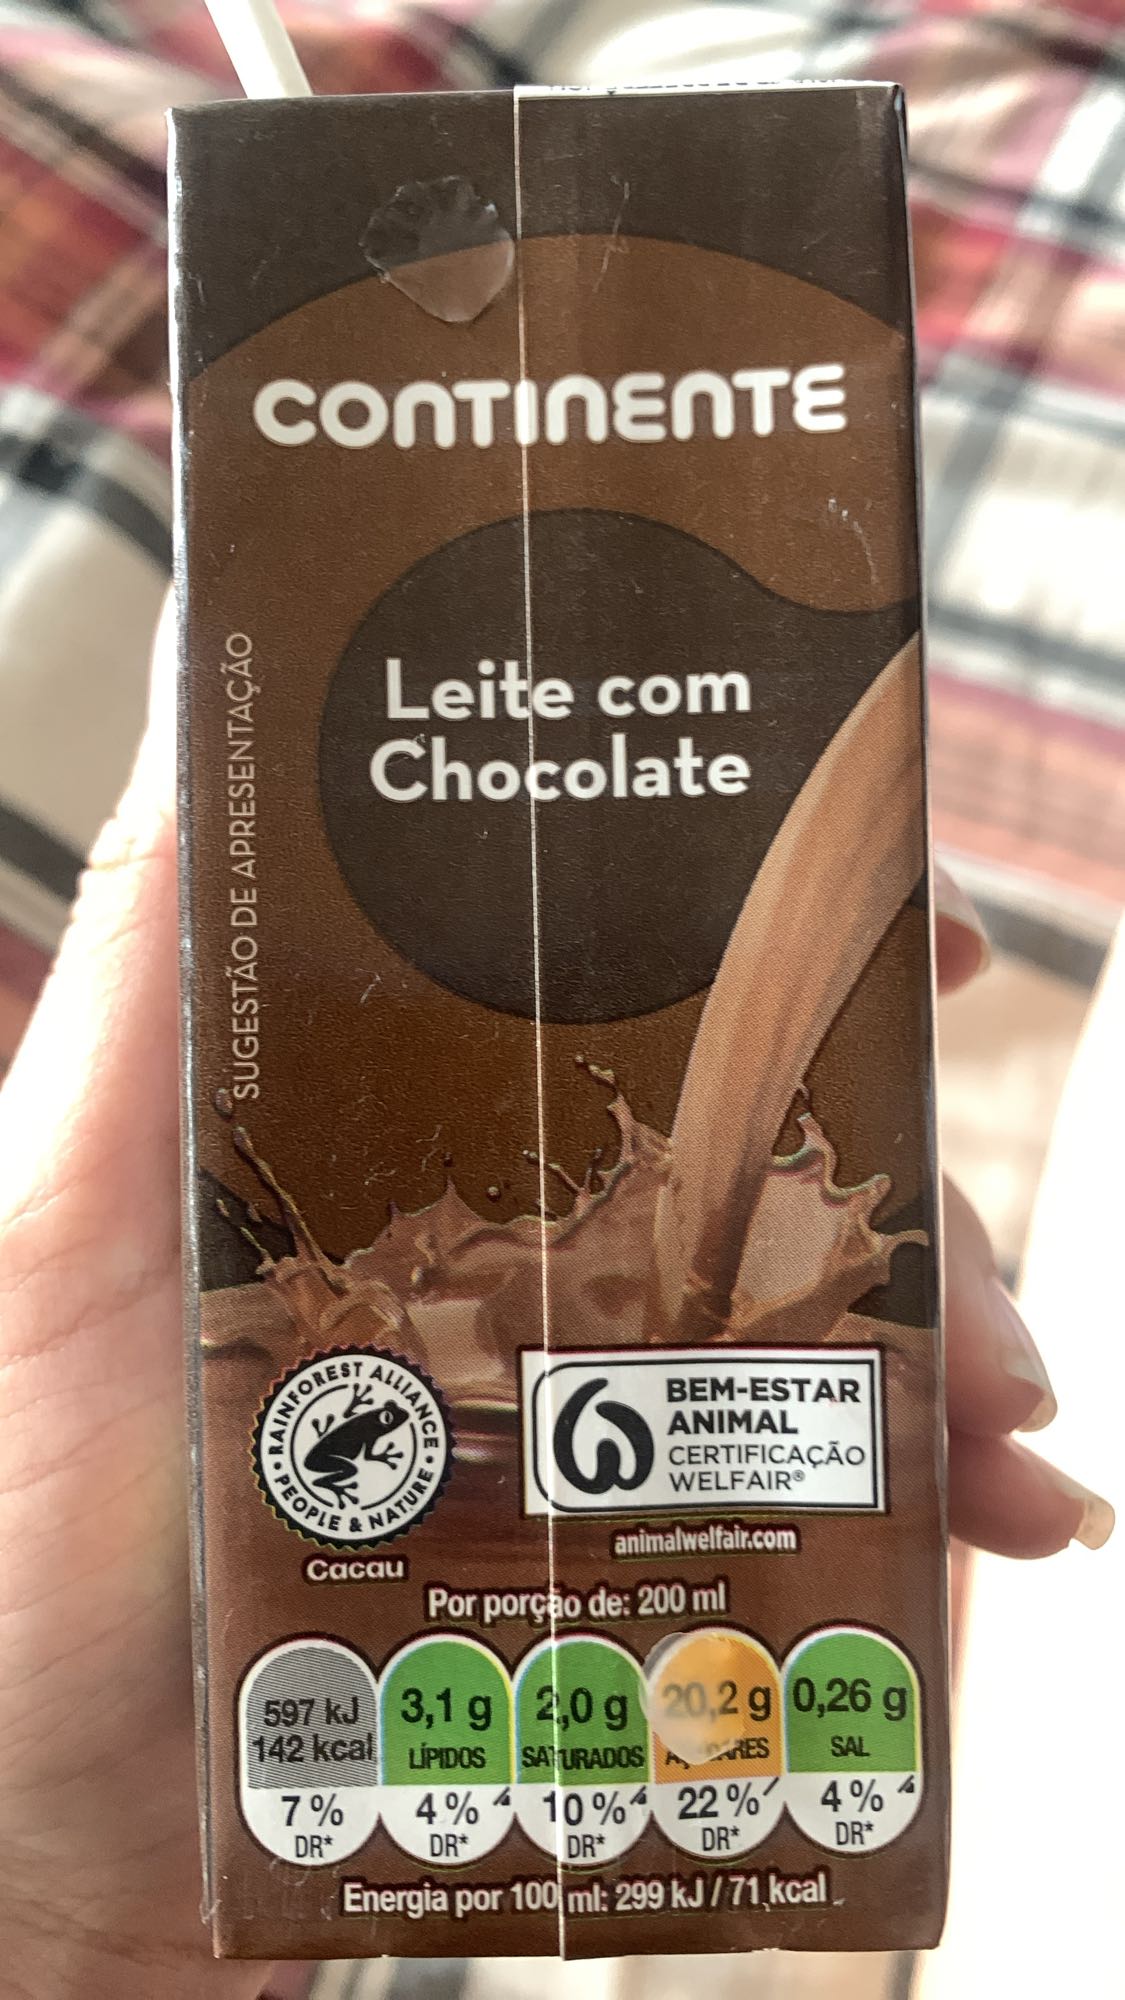 CONTINENTE
Leite com
Chocolate
SUGESTÃO DE APRESENTAÇÃO
RAINFOREST ALLIANCE
PEOPLE & NATURE
Cacau
BEM-ESTAR
ANIMAL
CERTIFICAÇÃO
WELFAIR®
animalwelfair.com
Por porção de: 200 ml
597 kJ
142 kcal
7 %
DR*
3,1 g
LÍPIDOS
4 %
DR*
2,0 g
SATURADOS
10 %
DR*
20,2 g
22 %
DR*
0,26 g
SAL
4 %
DR*
Energia por 100 ml: 299 kJ / 71 kcal